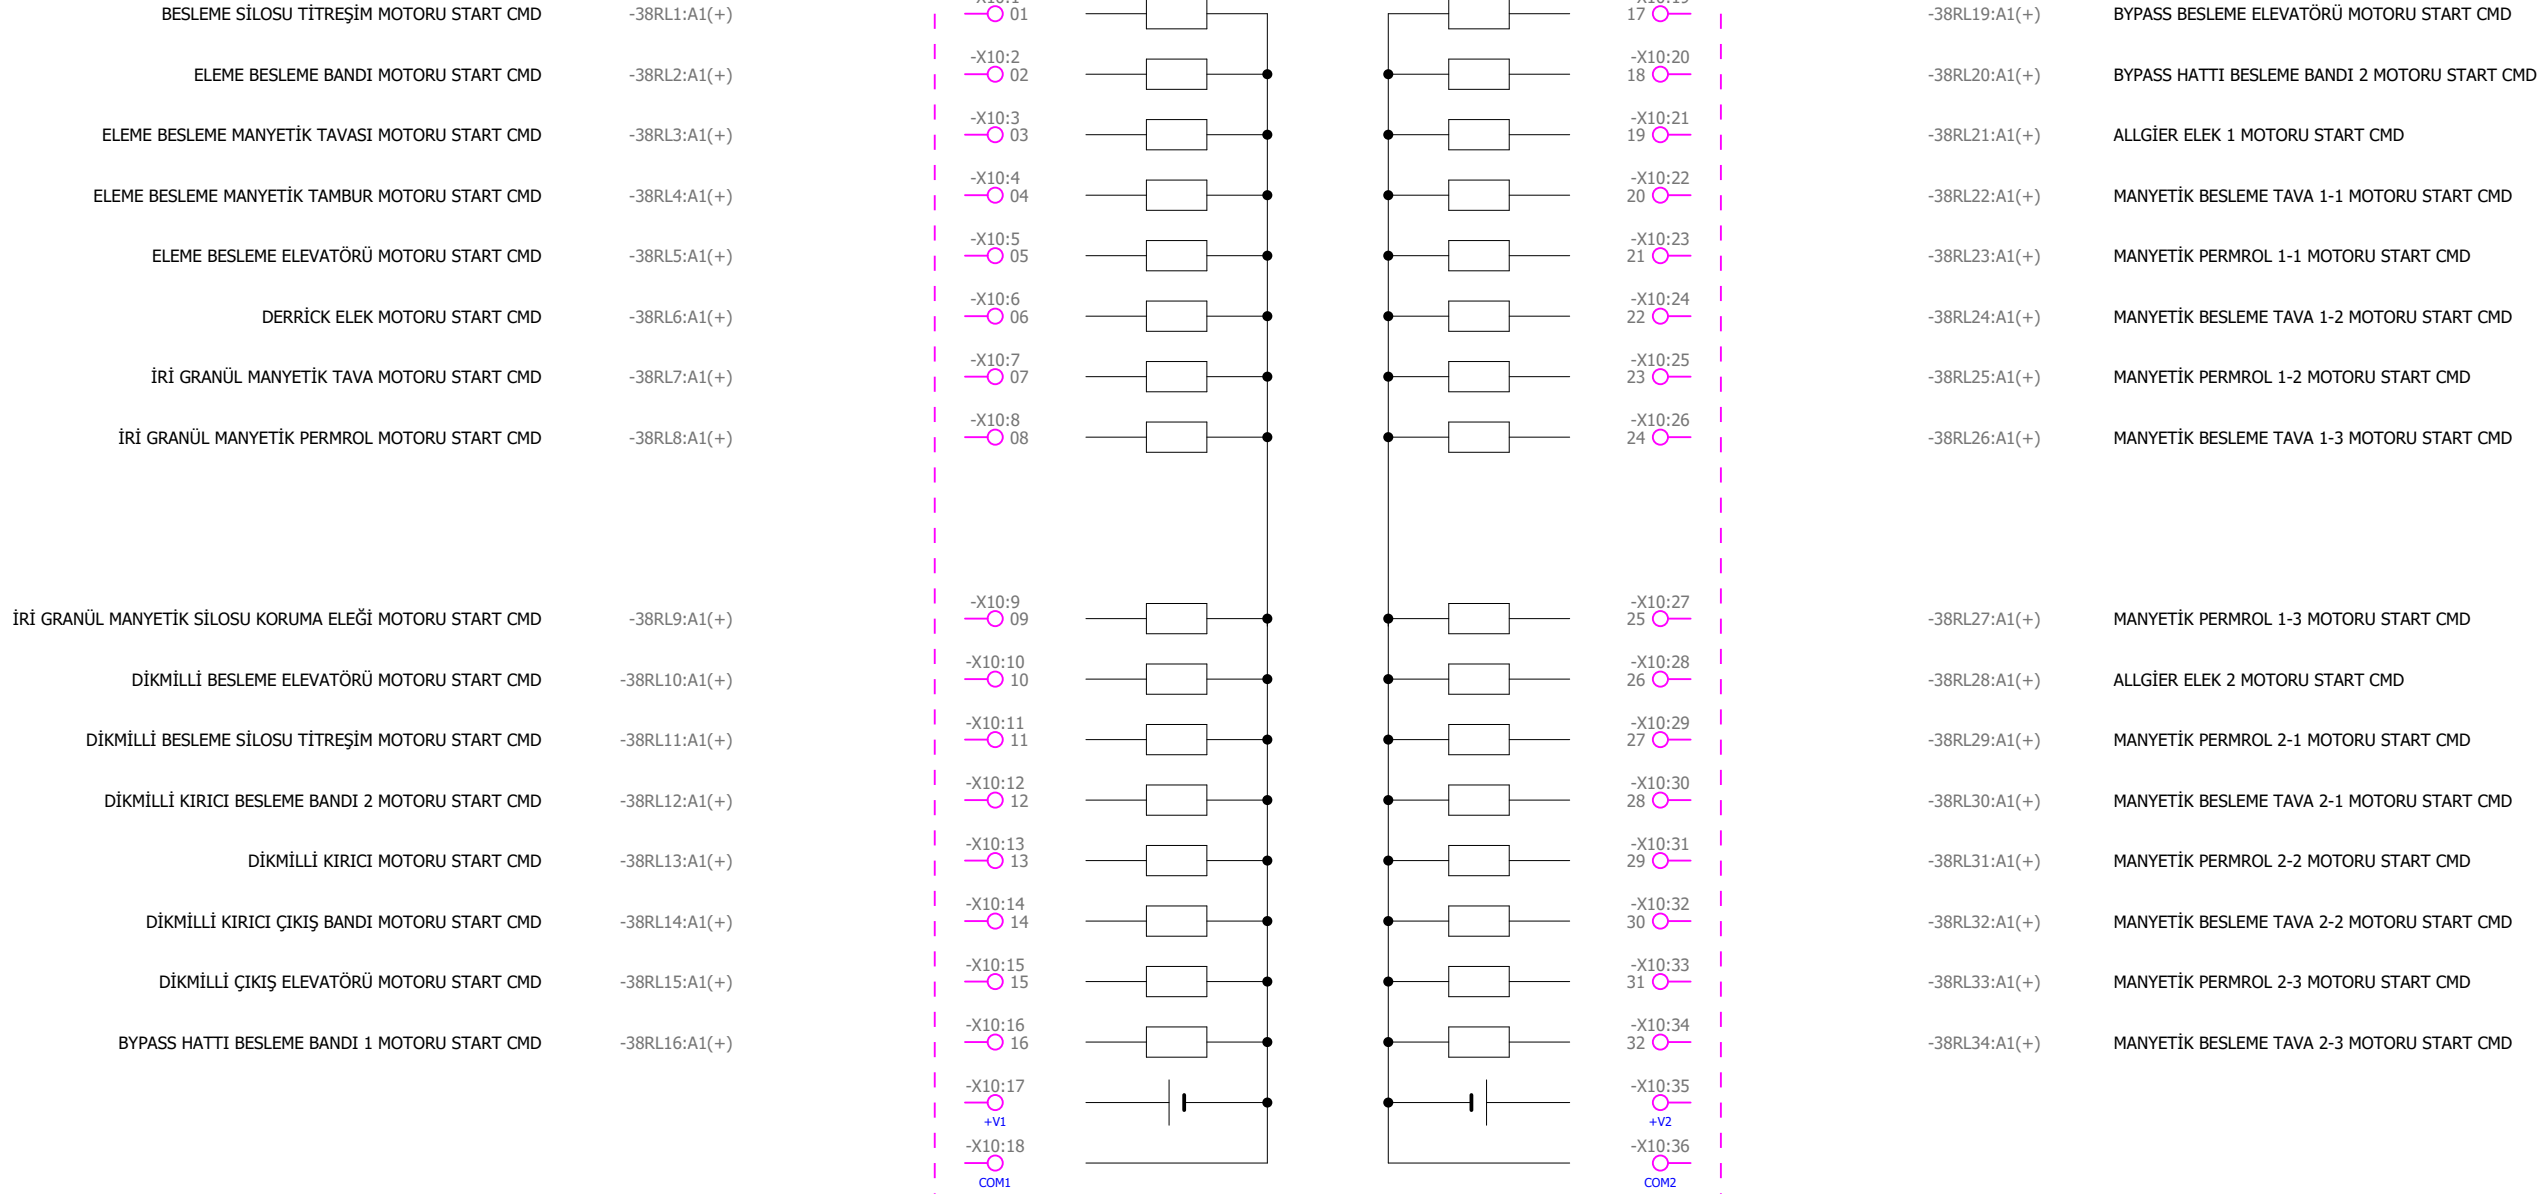 BESLEME SİLOSU TİTREŞİM MOTORU START CMD -38RL1:A1(+) 01 17 -38RL19:A1(+) BYPASS BESLEME ELEVATÖRÜ MOTORU START CMD
-X10:2 -X10:20
ELEME BESLEME BANDI MOTORU START CMD -38RL2:A1(+) 02 18 -38RL20:A1(+) BYPASS HATTI BESLEME BANDI 2 MOTORU START CMD
-X10:3 -X10:21
ELEME BESLEME MANYETİK TAVASI MOTORU START CMD -38RL3:A1(+) 03 19 -38RL21:A1(+) ALLGİER ELEK 1 MOTORU START CMD
-X10:4 -X10:22
ELEME BESLEME MANYETİK TAMBUR MOTORU START CMD -38RL4:A1(+) 04 20 -38RL22:A1(+) MANYETİK BESLEME TAVA 1-1 MOTORU START CMD
-X10:5 -X10:23
ELEME BESLEME ELEVATÖRÜ MOTORU START CMD -38RL5:A1(+) 05 21 -38RL23:A1(+) MANYETİK PERMROL 1-1 MOTORU START CMD
-X10:6 -X10:24
DERRİCK ELEK MOTORU START CMD -38RL6:A1(+) 06 22 -38RL24:A1(+) MANYETİK BESLEME TAVA 1-2 MOTORU START CMD
-X10:7 -X10:25
İRİ GRANÜL MANYETİK TAVA MOTORU START CMD -38RL7:A1(+) 07 23 -38RL25:A1(+) MANYETİK PERMROL 1-2 MOTORU START CMD
-X10:8 -X10:26
İRİ GRANÜL MANYETİK PERMROL MOTORU START CMD -38RL8:A1(+) 08 24 -38RL26:A1(+) MANYETİK BESLEME TAVA 1-3 MOTORU START CMD
-X10:9 -X10:27
İRİ GRANÜL MANYETİK SİLOSU KORUMA ELEĞİ MOTORU START CMD -38RL9:A1(+) 09 25 -38RL27:A1(+) MANYETİK PERMROL 1-3 MOTORU START CMD
-X10:10 -X10:28
DİKMİLLİ BESLEME ELEVATÖRÜ MOTORU START CMD -38RL10:A1(+) 10 26 -38RL28:A1(+) ALLGİER ELEK 2 MOTORU START CMD
-X10:11 -X10:29
DİKMİLLİ BESLEME SİLOSU TİTREŞİM MOTORU START CMD -38RL11:A1(+) 11 27 -38RL29:A1(+) MANYETİK PERMROL 2-1 MOTORU START CMD
-X10:12 -X10:30
DİKMİLLİ KIRICI BESLEME BANDI 2 MOTORU START CMD -38RL12:A1(+) 12 28 -38RL30:A1(+) MANYETİK BESLEME TAVA 2-1 MOTORU START CMD
-X10:13 -X10:31
DİKMİLLİ KIRICI MOTORU START CMD -38RL13:A1(+) 13 29 -38RL31:A1(+) MANYETİK PERMROL 2-2 MOTORU START CMD
-X10:14 -X10:32
DİKMİLLİ KIRICI ÇIKIŞ BANDI MOTORU START CMD -38RL14:A1(+) 14 30 -38RL32:A1(+) MANYETİK BESLEME TAVA 2-2 MOTORU START CMD
-X10:15 -X10:33
DİKMİLLİ ÇIKIŞ ELEVATÖRÜ MOTORU START CMD -38RL15:A1(+) 15 31 -38RL33:A1(+) MANYETİK PERMROL 2-3 MOTORU START CMD
-X10:16 -X10:34
BYPASS HATTI BESLEME BANDI 1 MOTORU START CMD -38RL16:A1(+) 16 32 -38RL34:A1(+) MANYETİK BESLEME TAVA 2-3 MOTORU START CMD
-X10:17 -X10:35
+V1 +V2
-X10:18 -X10:36
COM1 COM2